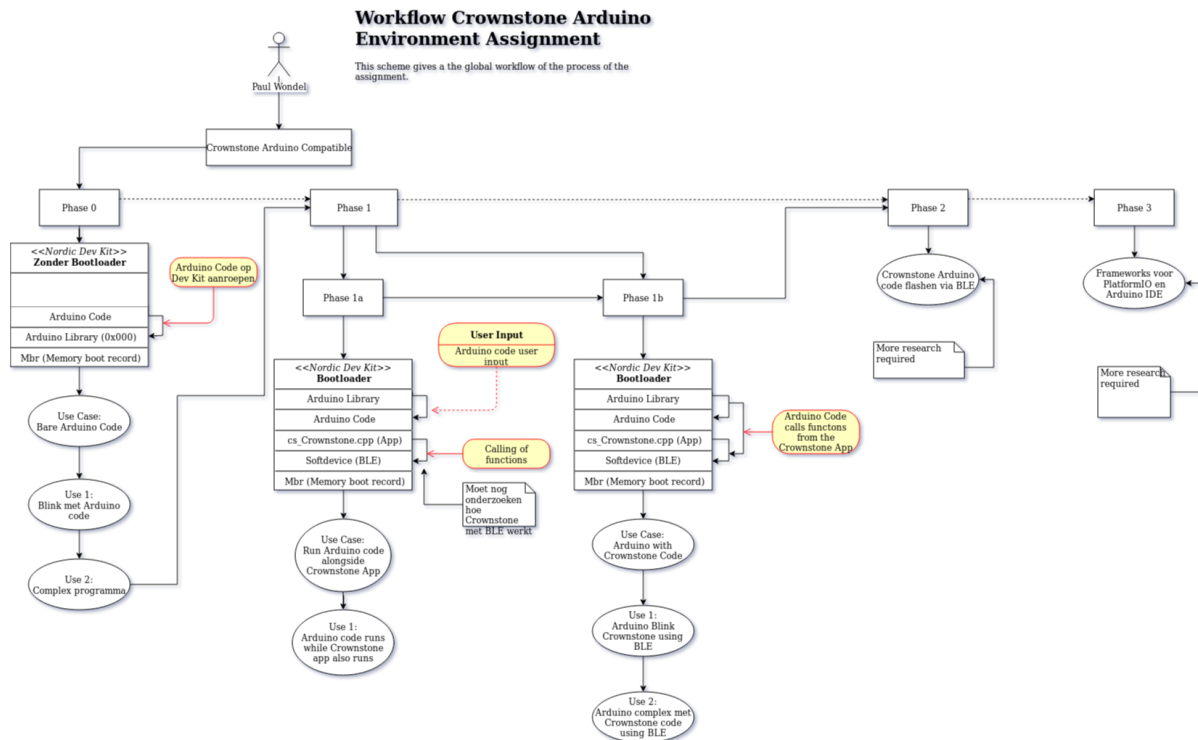 Workflow Crownstone Arduino
Environment Assignment
This scheme gives a the global workflow of the process of the
assignment.
Paul Wondel
Crownstone Arduino Compatible
Phase 0
Phase 1
Phase 2
Phase 3
<<Nordic Dev Kit>>
Zonder Bootloader
Arduino Code
Arduino Library (0x000)
Mbr (Memory boot record)
Arduino Code op
Dev Kit aanroepen
Use Case:
Bare Arduino Code
Use 1:
Blink met Arduino
code
Use 2:
Complex programma
Phase 1a
Phase 1b
<<Nordic Dev Kit>>
Bootloader
Arduino Library
Arduino Code
cs_Crownstone.cpp (App)
Softdevice (BLE)
Mbr (Memory boot record)
User Input
Arduino code user
input
Calling of
functions
Moet nog
onderzoeken
hoe
Crownstone
met BLE werkt
Use Case:
Run Arduino code
alongside
Crownstone App
Use 1:
Arduino code runs
while Crownstone
app also runs
<<Nordic Dev Kit>>
Bootloader
Arduino Library
Arduino Code
cs_Crownstone.cpp (App)
Softdevice (BLE)
Mbr (Memory boot record)
Arduino Code
calls functons
from the
Crownstone App
Use Case:
Arduino with
Crownstone Code
Use 1:
Arduino Blink
Crownstone using
BLE
Use 2:
Arduino complex met
Crownstone code
using BLE
Crownstone Arduino
code flashen via BLE
More research
required
Frameworks voor
PlatformIO en
Arduino IDE
More research
required